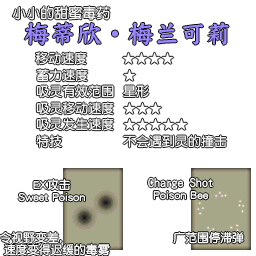 小小的甜蜜毒药
梅蒂欣·梅兰可莉
移动速度 ☆☆☆☆
蓄力速度 ☆
吸灵有效范围 星形
吸灵移动速度 ☆☆☆
吸灵发生速度 ☆☆☆☆☆
特技 不会遇到灵的撞击
EX攻击
Sweet Poison
Change Shot
Poison Bee
令视野变差,
速度变得迟缓的毒雾
广范围停滞弹